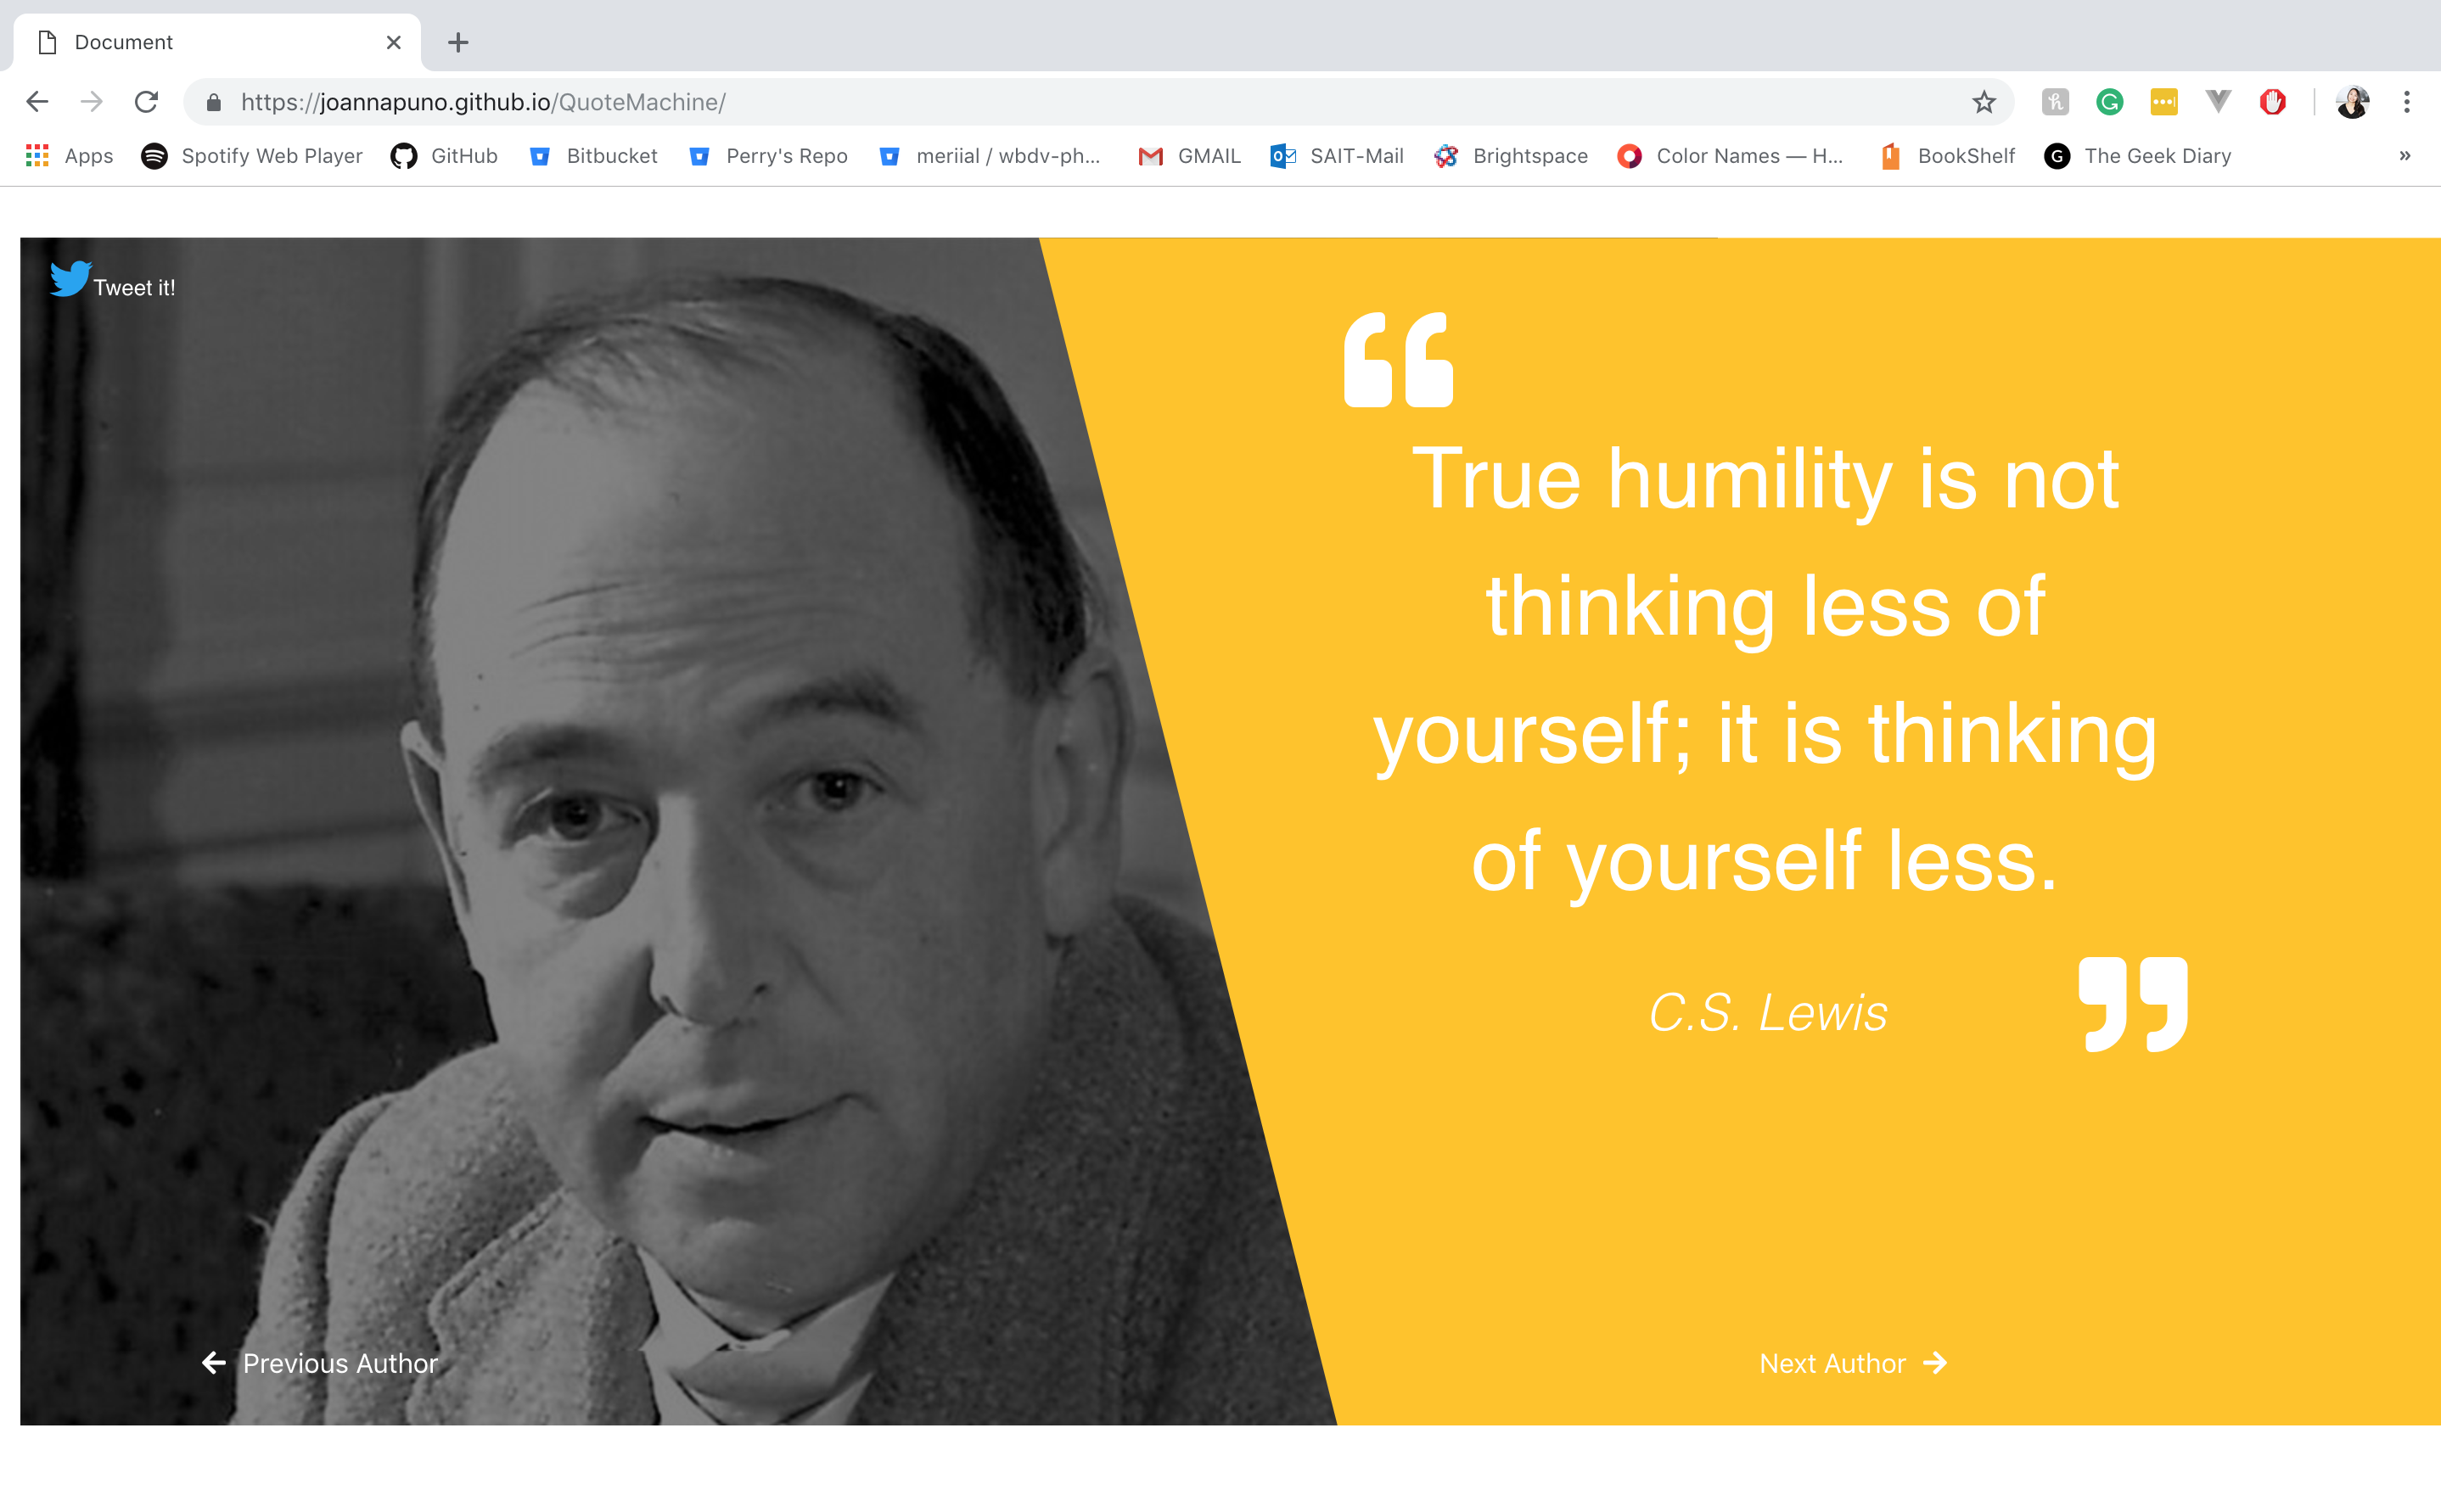 Document
https://joannapuno.github.io/QuoteMachine/
Apps Spotify Web Player GitHub Bitbucket Perry's Repo meriial / wbdv-ph... GMAIL SAIT-Mail Brightspace Color Names — H... BookShelf G The Geek Diary »
Tweet it!
“
True humility is not
thinking less of
yourself; it is thinking
of yourself less.
C.S. Lewis ”
← Previous Author
Next Author →